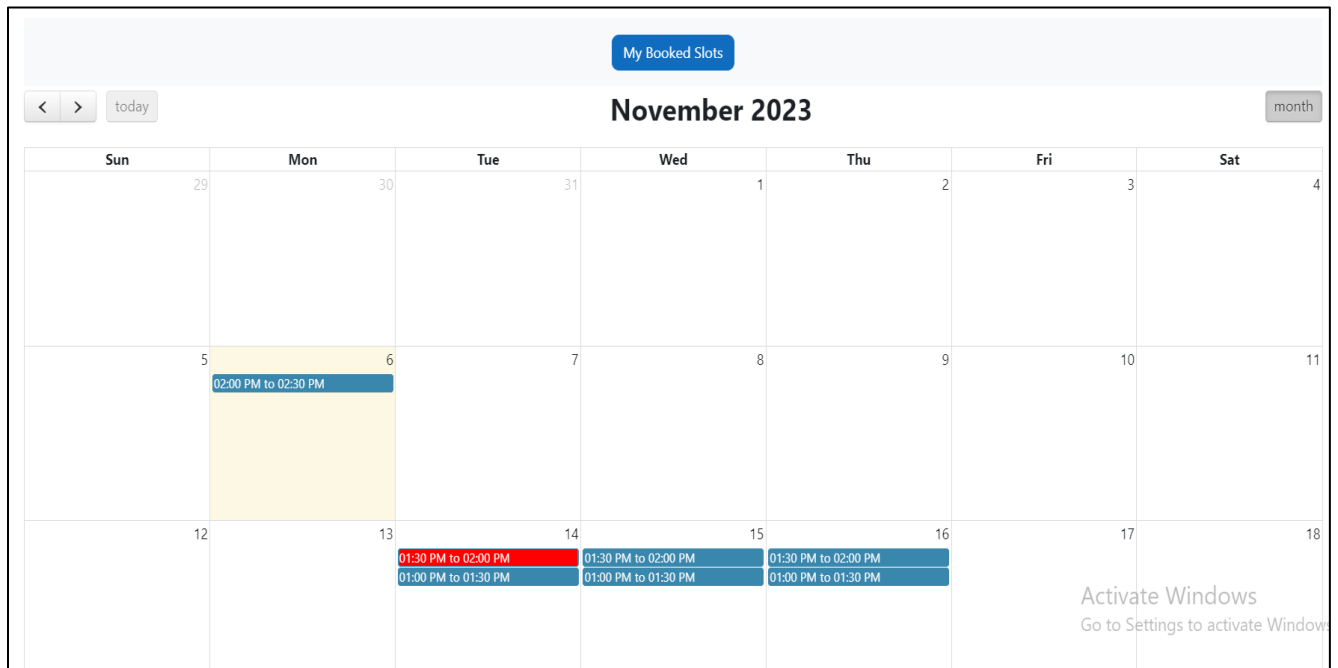 My Booked Slots
today
November 2023
month
Sun Mon Tue Wed Thu Fri Sat
29 30 31 1 2 3 4
5 6 7 8 9 10 11
02:00 PM to 02:30 PM
12 13 14 15 16 17 18
01:30 PM to 02:00 PM 01:30 PM to 02:00 PM 01:30 PM to 02:00 PM
01:00 PM to 01:30 PM 01:00 PM to 01:30 PM 01:00 PM to 01:30 PM
Activate Windows
Go to Settings to activate Windows